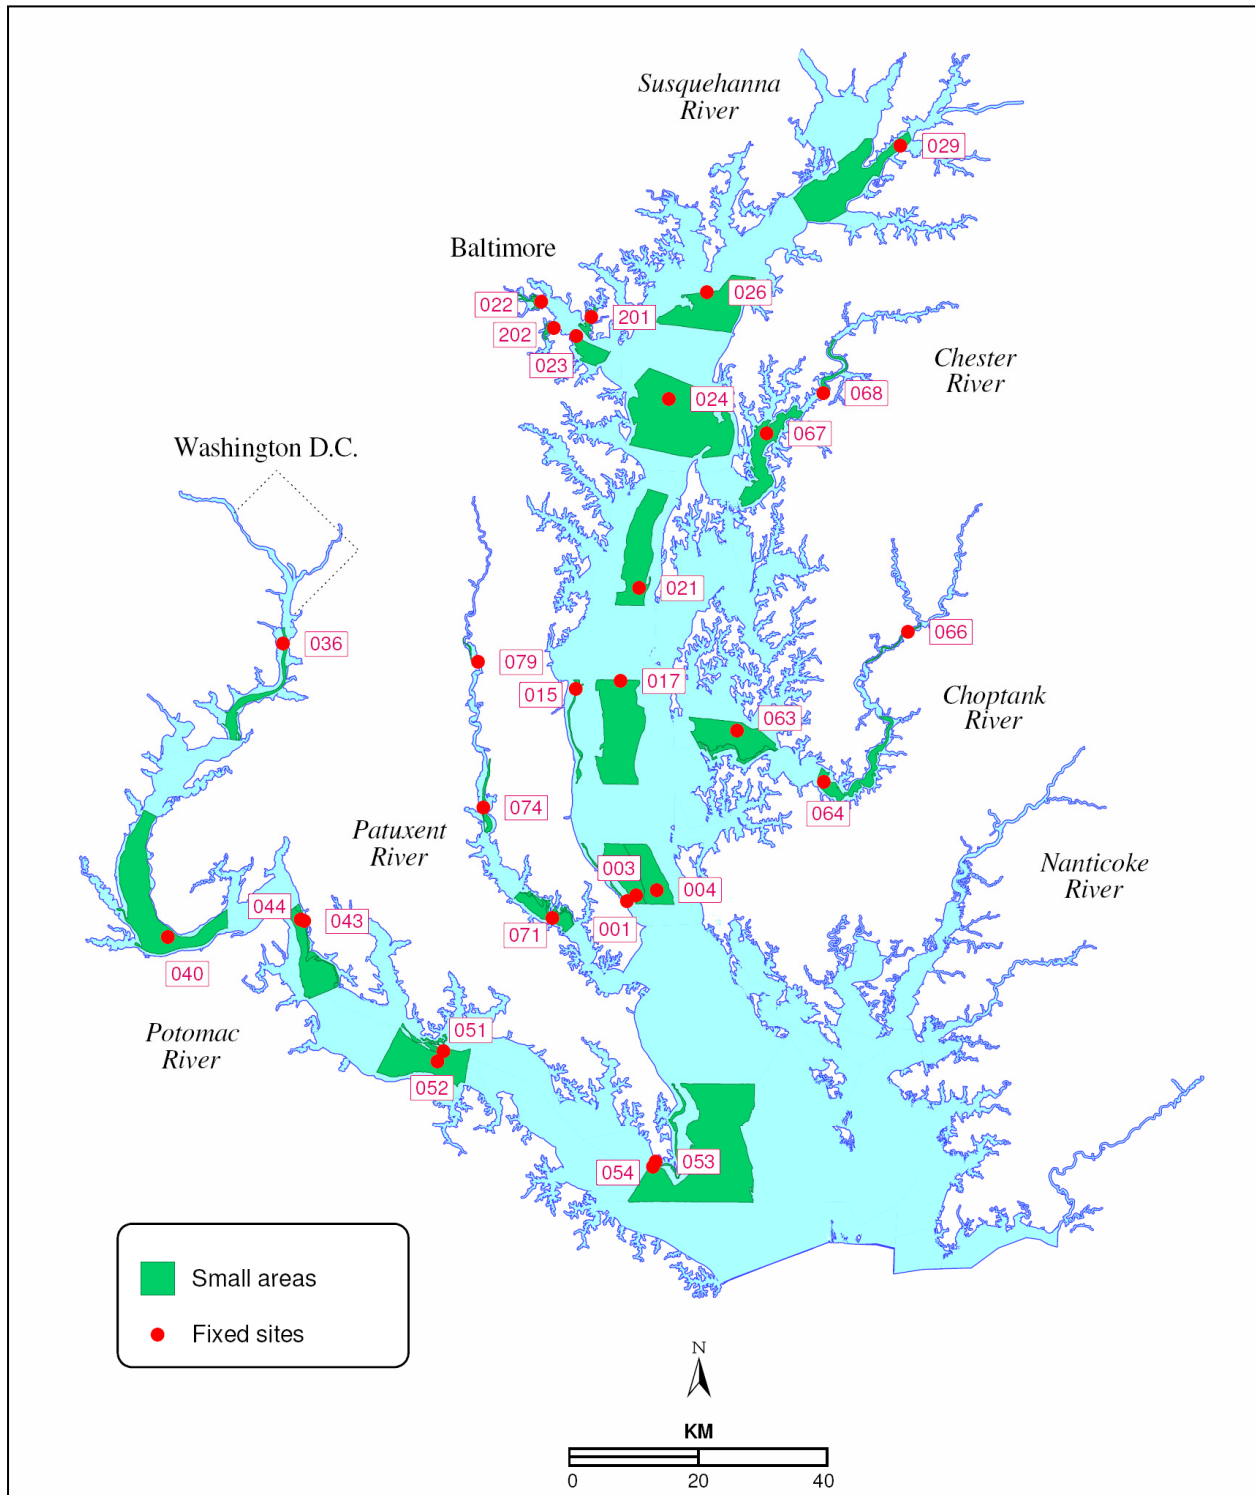 Susquehanna
River
029
Baltimore
022
026
201
202
023
Chester
River
068
024
067
Washington D.C.
021
066
036
079
017
015
Choptank
River
063
064
074
Patuxent
River
003
004
Nanticoke
River
044
043
071
001
040
Potomac
River
051
052
053
054
Small areas
Fixed sites
N
KM
0 20 40